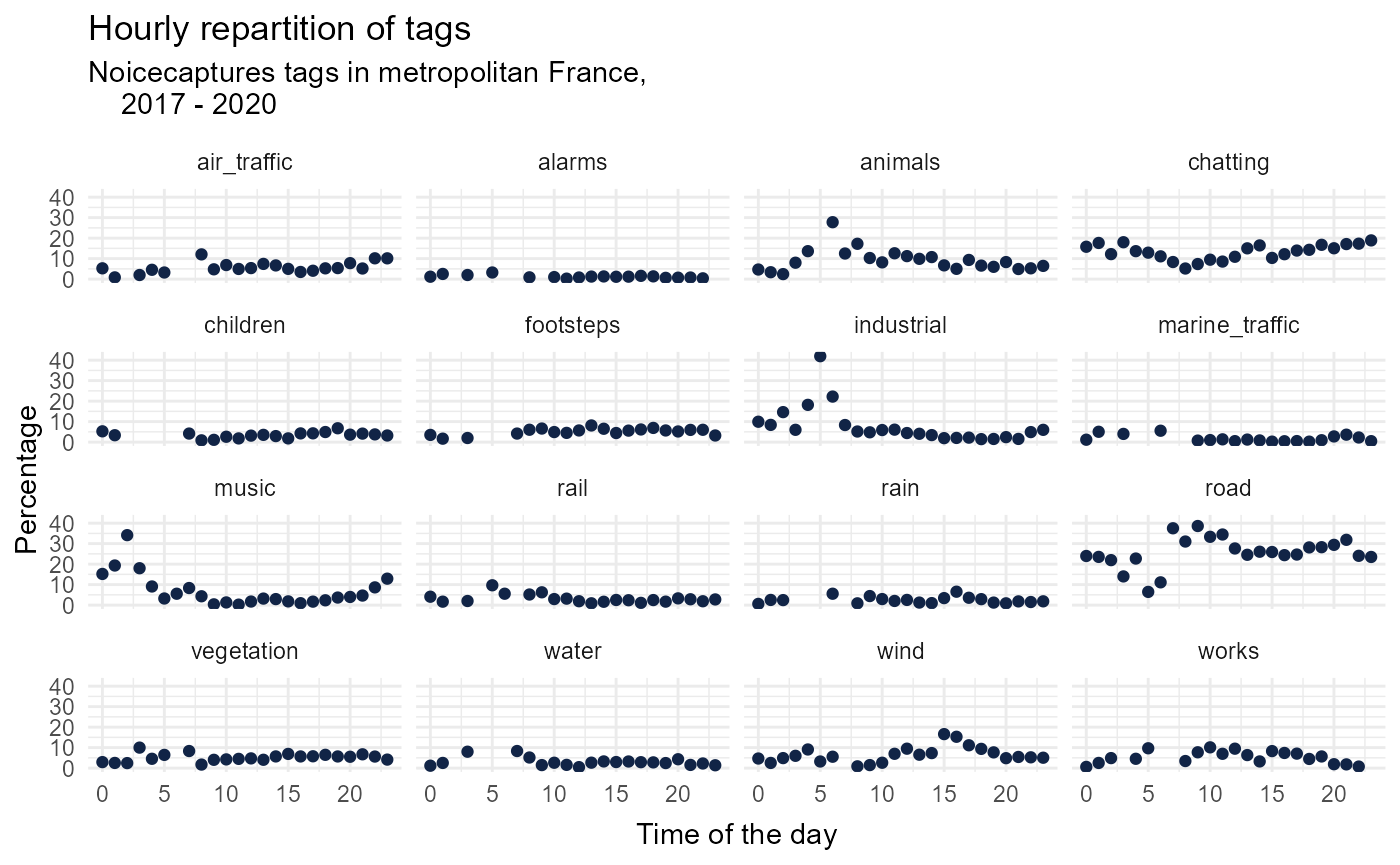 Hourly repartition of tags
Noicecaptures tags in metropolitan France,
2017 - 2020
air_traffic alarms animals chatting
40
30
20
10
0
children footsteps industrial marine_traffic
40
30
20
10
0
music rail rain road
40
30
20
10
0
vegetation water wind works
40
30
20
10
0
0 5 10 15 20 0 5 10 15 20 0 5 10 15 20 0 5 10 15 20
Percentage
Time of the day